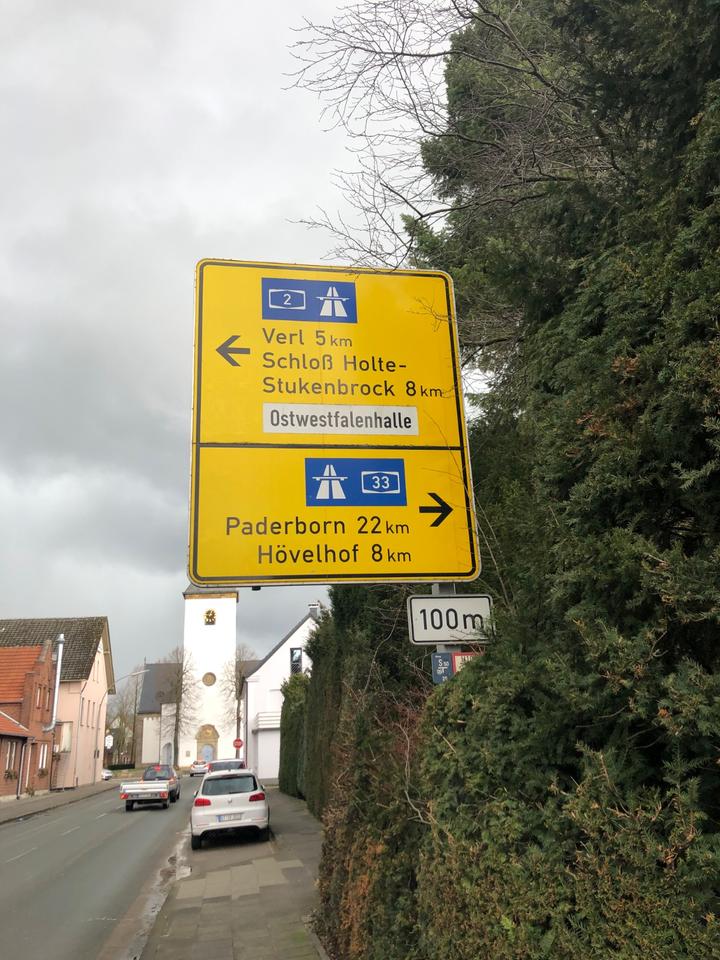 2
Verl 5 km
Schloß Holte-
Stukenbrock 8 km
Ostwestfalenhalle
33
Paderborn 22 km
Hövelhof 8 km
100 m